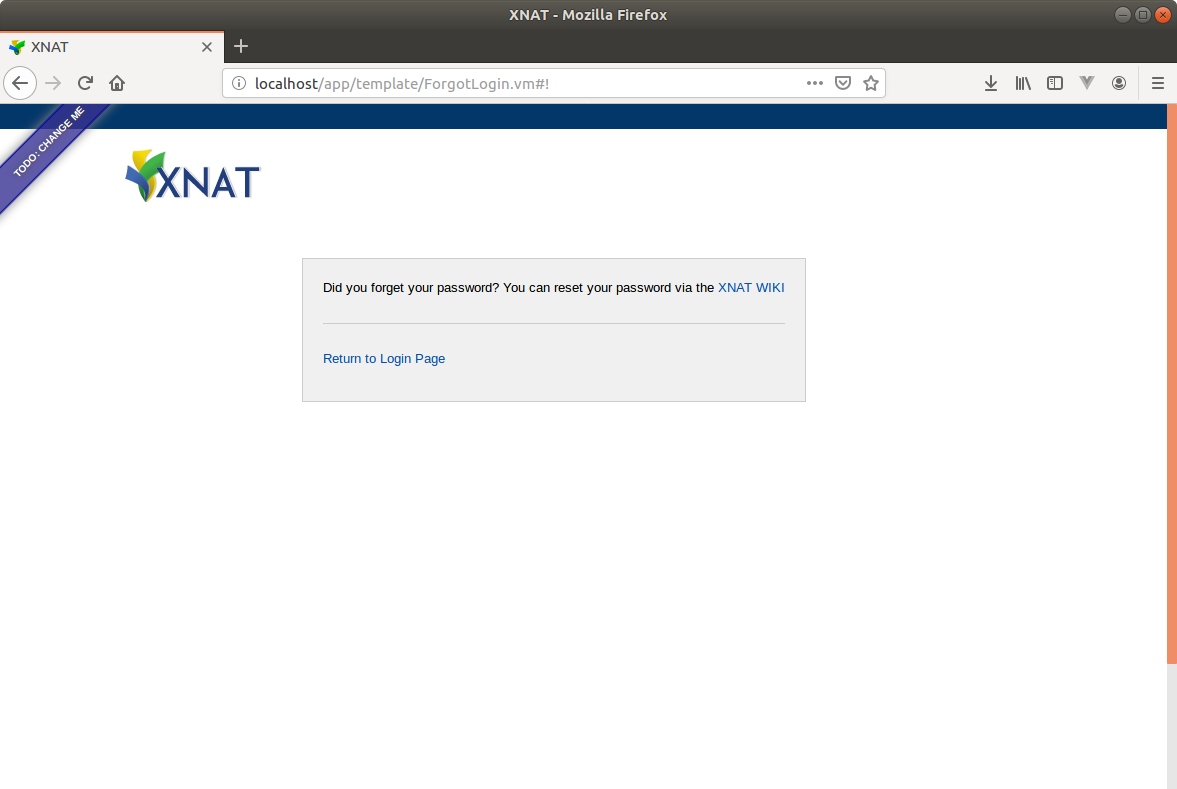 XNAT - Mozilla Firefox
XNAT
localhost/app/template/ForgotLogin.vm#!
TODO: CHANGE ME
XNAT
Did you forget your password? You can reset your password via the XNAT WIKI
Return to Login Page